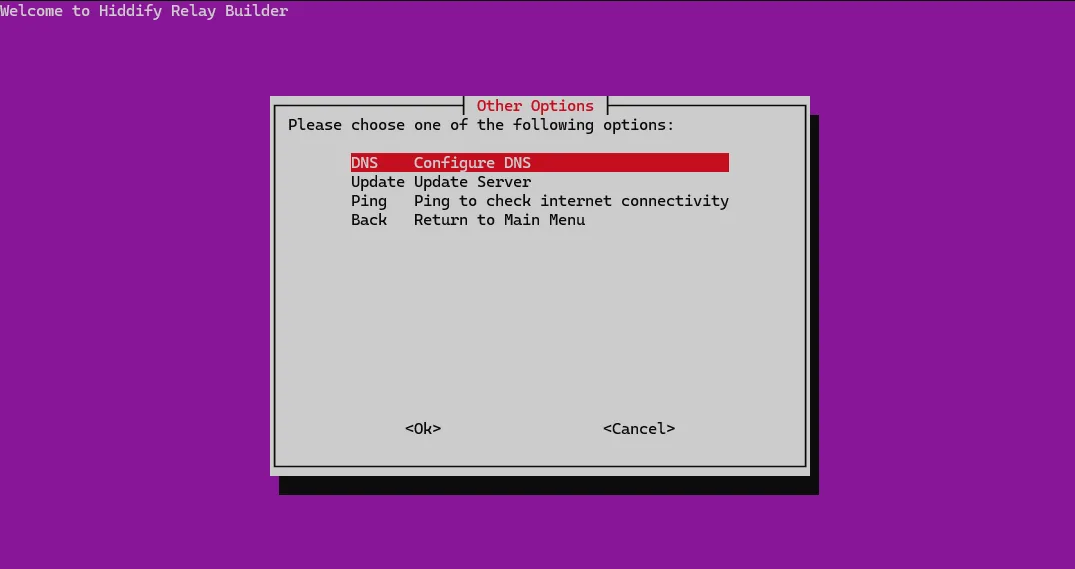 Welcome to Hiddify Relay Builder
Other Options
Please choose one of the following options:
DNS Configure DNS
Update Update Server
Ping Ping to check internet connectivity
Back Return to Main Menu
<Ok> <Cancel>